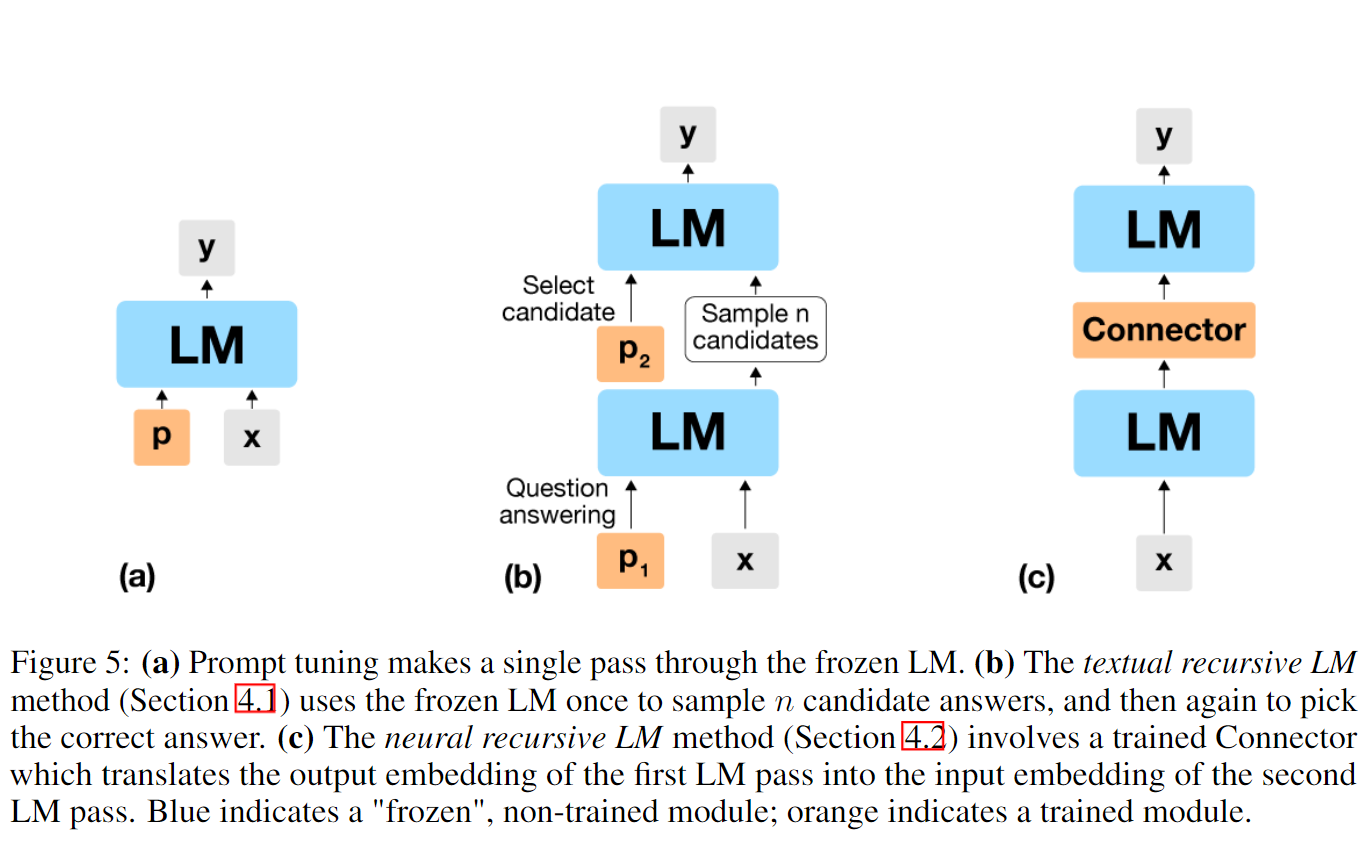 y
LM
p
x
(a)
y
LM
Select
candidate
Sample n
candidates
p2
LM
Question
answering
p1
x
(b)
y
LM
Connector
LM
x
(c)
Figure 5: (a) Prompt tuning makes a single pass through the frozen LM. (b) The textual recursive LM
method (Section 4.1) uses the frozen LM once to sample n candidate answers, and then again to pick
the correct answer. (c) The neural recursive LM method (Section 4.2) involves a trained Connector
which translates the output embedding of the first LM pass into the input embedding of the second
LM pass. Blue indicates a "frozen", non-trained module; orange indicates a trained module.